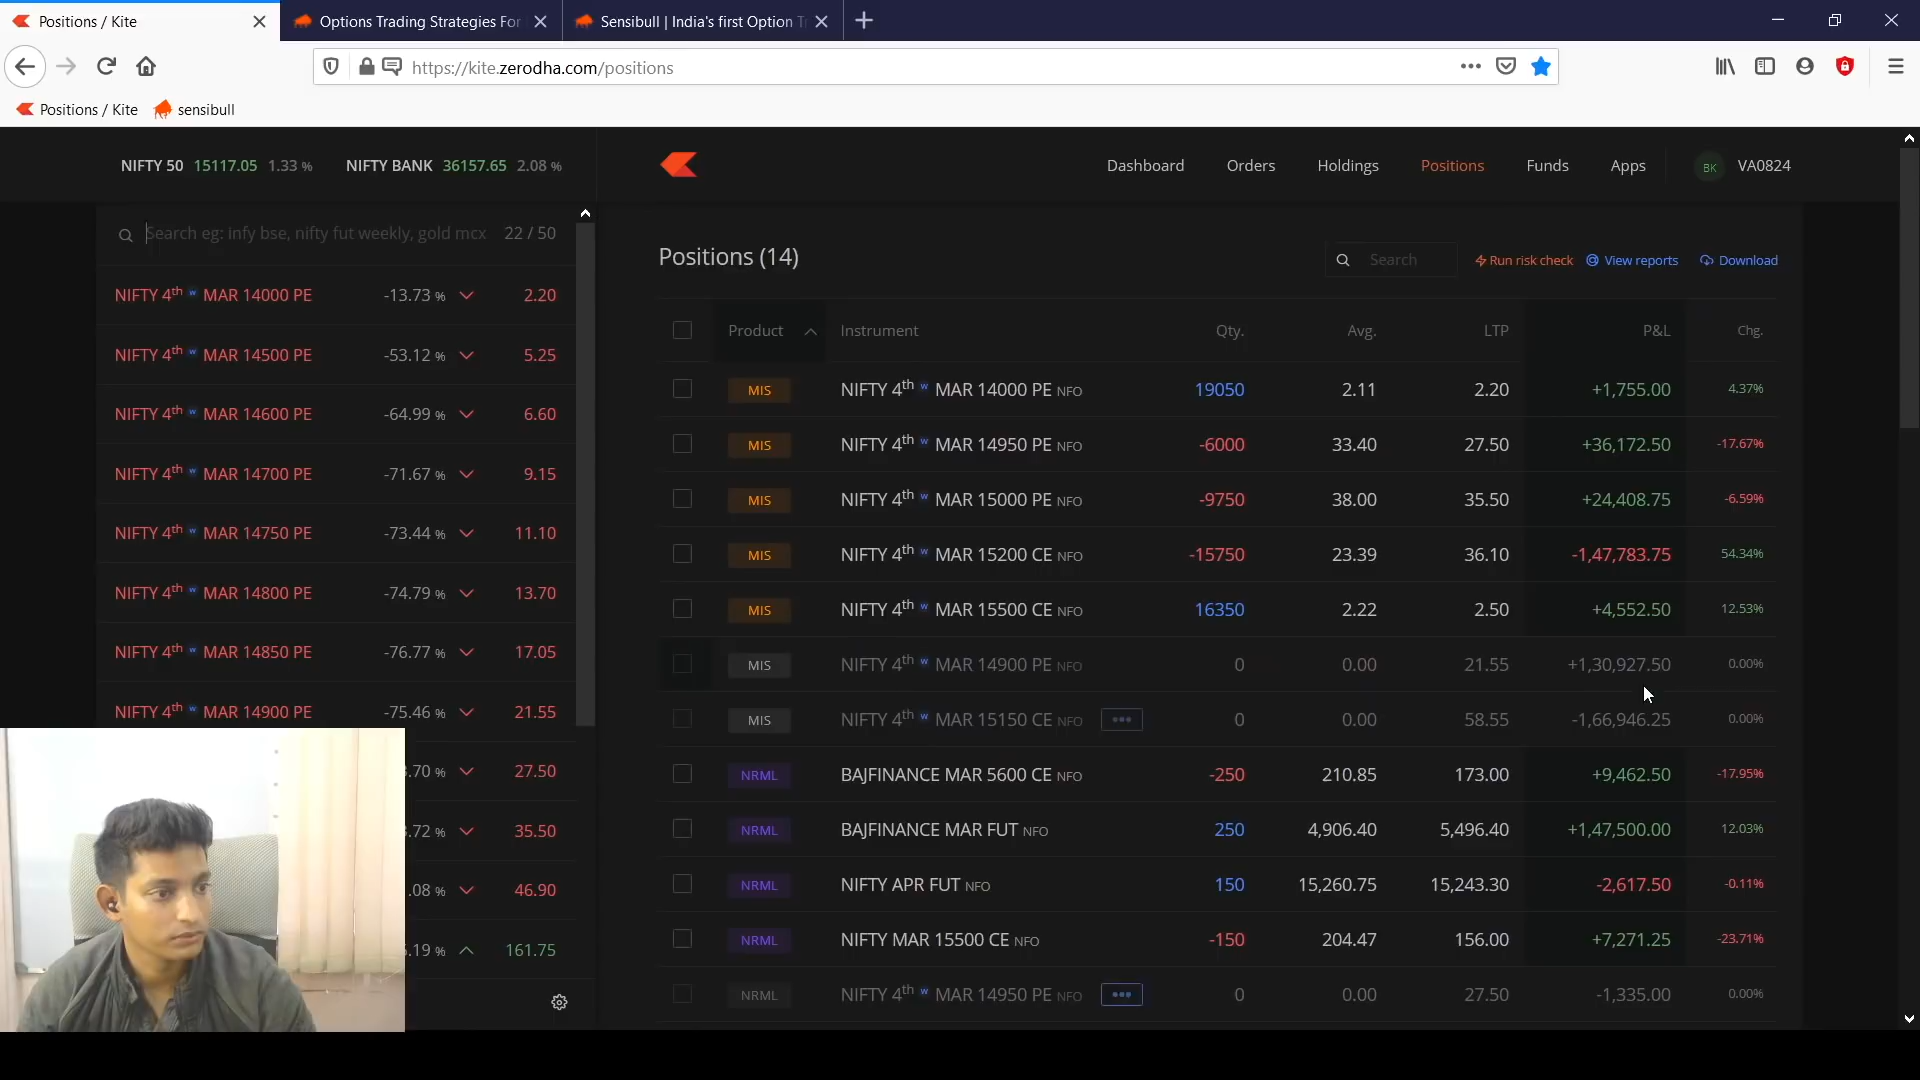 Positions / Kite
Options Trading Strategies For
Sensibull | India's first Option T
https://kite.zerodha.com/positions
Positions / Kite
sensibull
NIFTY 50 15117.05 1.33 %
NIFTY BANK 36157.65 2.08 %
Dashboard
Orders
Holdings
Positions
Funds
Apps
BK
VA0824
Search eg: infy bse, nifty fut weekly, gold mcx 22 / 50
NIFTY 4th w MAR 14000 PE -13.73 % 2.20
NIFTY 4th w MAR 14500 PE -53.12 % 5.25
NIFTY 4th w MAR 14600 PE -64.99 % 6.60
NIFTY 4th w MAR 14700 PE -71.67 % 9.15
NIFTY 4th w MAR 14750 PE -73.44 % 11.10
NIFTY 4th w MAR 14800 PE -74.79 % 13.70
NIFTY 4th w MAR 14850 PE -76.77 % 17.05
NIFTY 4th w MAR 14900 PE -75.46 % 21.55
.70 % 27.50
.72 % 35.50
.08 % 46.90
.19 % 161.75
Positions (14)
Search
Run risk check
View reports
Download
Product Instrument Qty. Avg. LTP P&L Chg.
MIS NIFTY 4th w MAR 14000 PE NFO 19050 2.11 2.20 +1,755.00 4.37%
MIS NIFTY 4th w MAR 14950 PE NFO -6000 33.40 27.50 +36,172.50 -17.67%
MIS NIFTY 4th w MAR 15000 PE NFO -9750 38.00 35.50 +24,408.75 -6.59%
MIS NIFTY 4th w MAR 15200 CE NFO -15750 23.39 36.10 -1,47,783.75 54.34%
MIS NIFTY 4th w MAR 15500 CE NFO 16350 2.22 2.50 +4,552.50 12.53%
MIS NIFTY 4th w MAR 14900 PE NFO 0 0.00 21.55 +1,30,927.50 0.00%
MIS NIFTY 4th w MAR 15150 CE NFO 0 0.00 58.55 -1,66,946.25 0.00%
NRML BAJFINANCE MAR 5600 CE NFO -250 210.85 173.00 +9,462.50 -17.95%
NRML BAJFINANCE MAR FUT NFO 250 4,906.40 5,496.40 +1,47,500.00 12.03%
NRML NIFTY APR FUT NFO 150 15,260.75 15,243.30 -2,617.50 -0.11%
NRML NIFTY MAR 15500 CE NFO -150 204.47 156.00 +7,271.25 -23.71%
NRML NIFTY 4th w MAR 14950 PE NFO 0 0.00 27.50 -1,335.00 0.00%